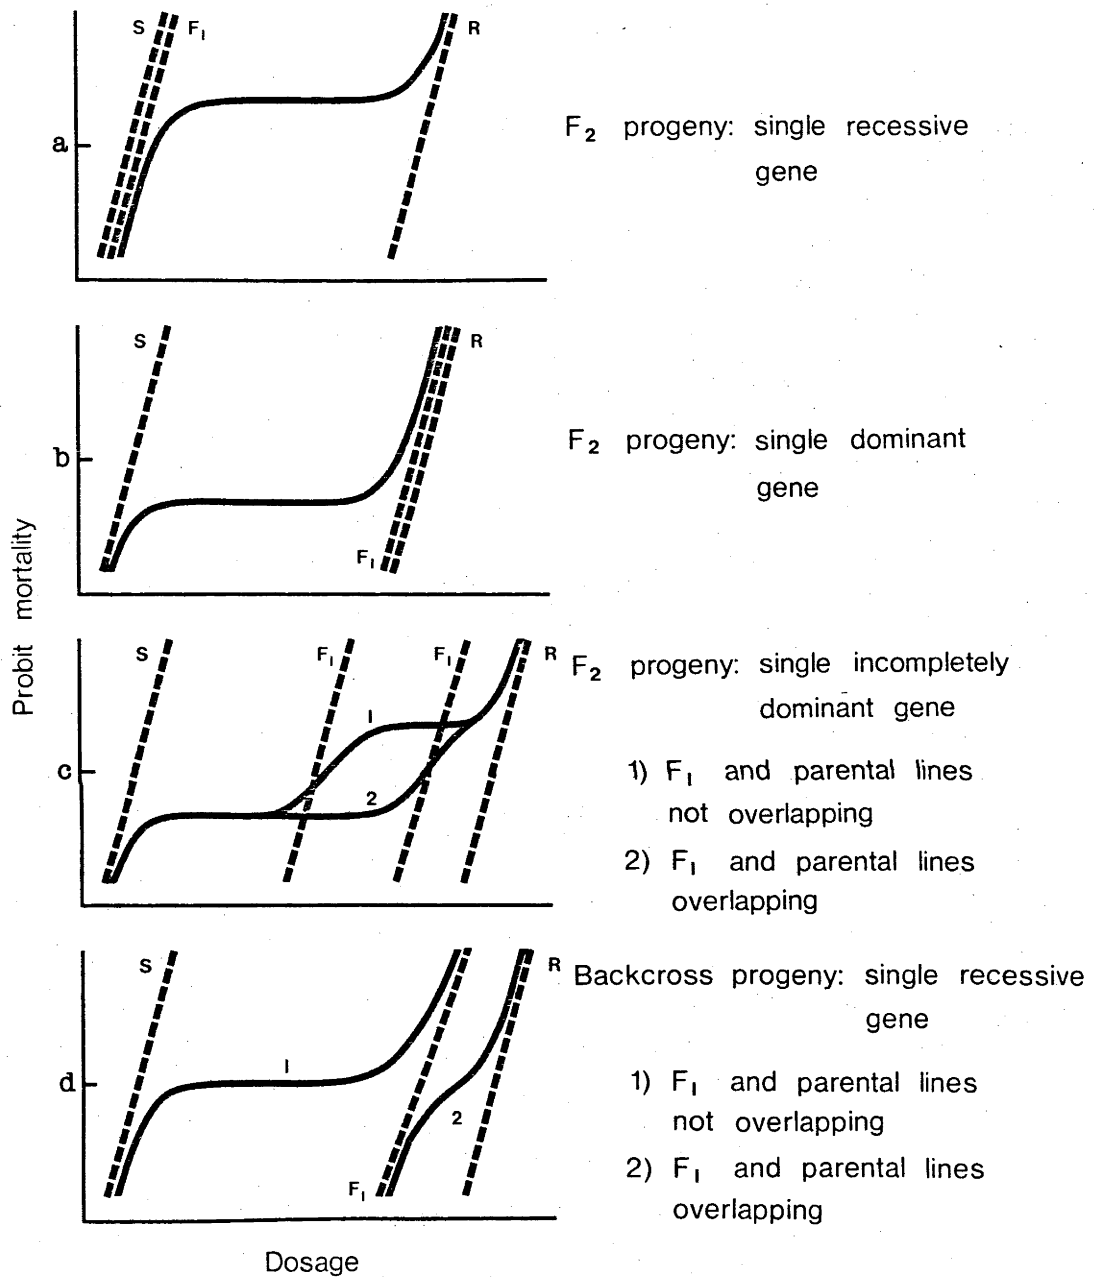 S F₁ R
a
F₂ progeny: single recessive
gene
S R
b
F₁
F₂ progeny: single dominant
gene
Probit mortality
S F₁ F₁ R
1
c
2
F₂ progeny: single incompletely
dominant gene
1) F₁ and parental lines
not overlapping
2) F₁ and parental lines
overlapping
S R
1
d
2
F₁
Backcross progeny: single recessive
gene
1) F₁ and parental lines
not overlapping
2) F₁ and parental lines
overlapping
Dosage